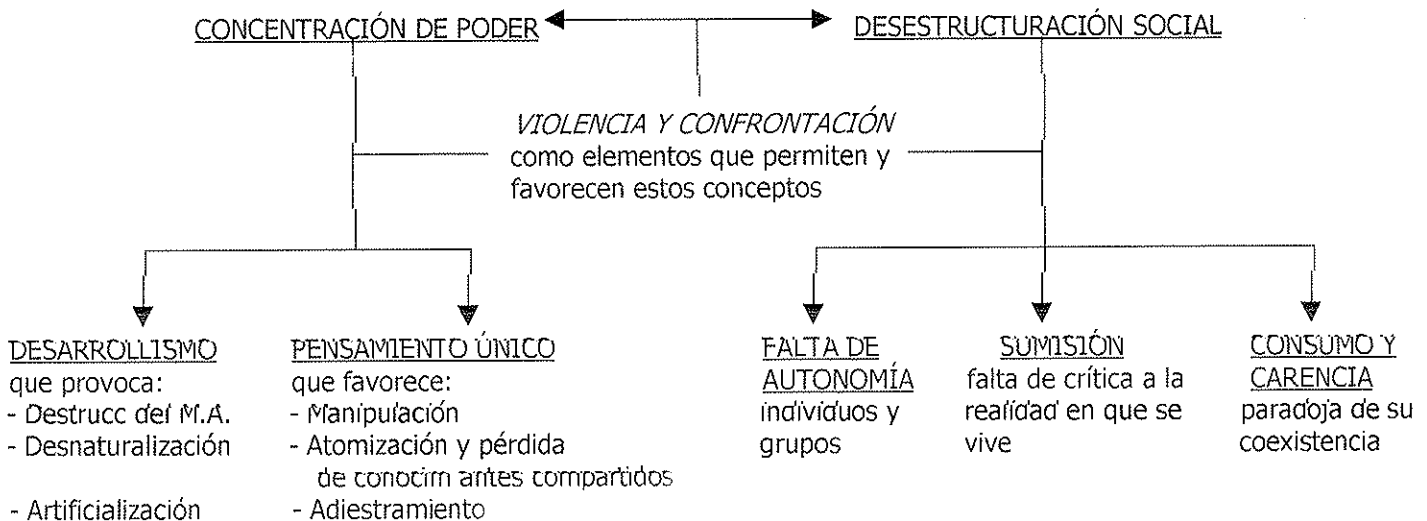 CONCENTRACIÓN DE PODER
DESESTRUCTURACIÓN SOCIAL
VIOLENCIA Y CONFRONTACIÓN
como elementos que permiten y
favorecen estos conceptos
DESARROLLISMO
que provoca:
- Destrucc del M.A.
- Desnaturalización
- Artificialización
PENSAMIENTO ÚNICO
que favorece:
- Manipulación
- Atomización y pérdida
de conocim antes compartidos
- Adiestramiento
FALTA DE
AUTONOMÍA
individuos y
grupos
SUMISIÓN
falta de crítica a la
realidad en que se
vive
CONSUMO Y
CARENCIA
paradoja de su
coexistencia